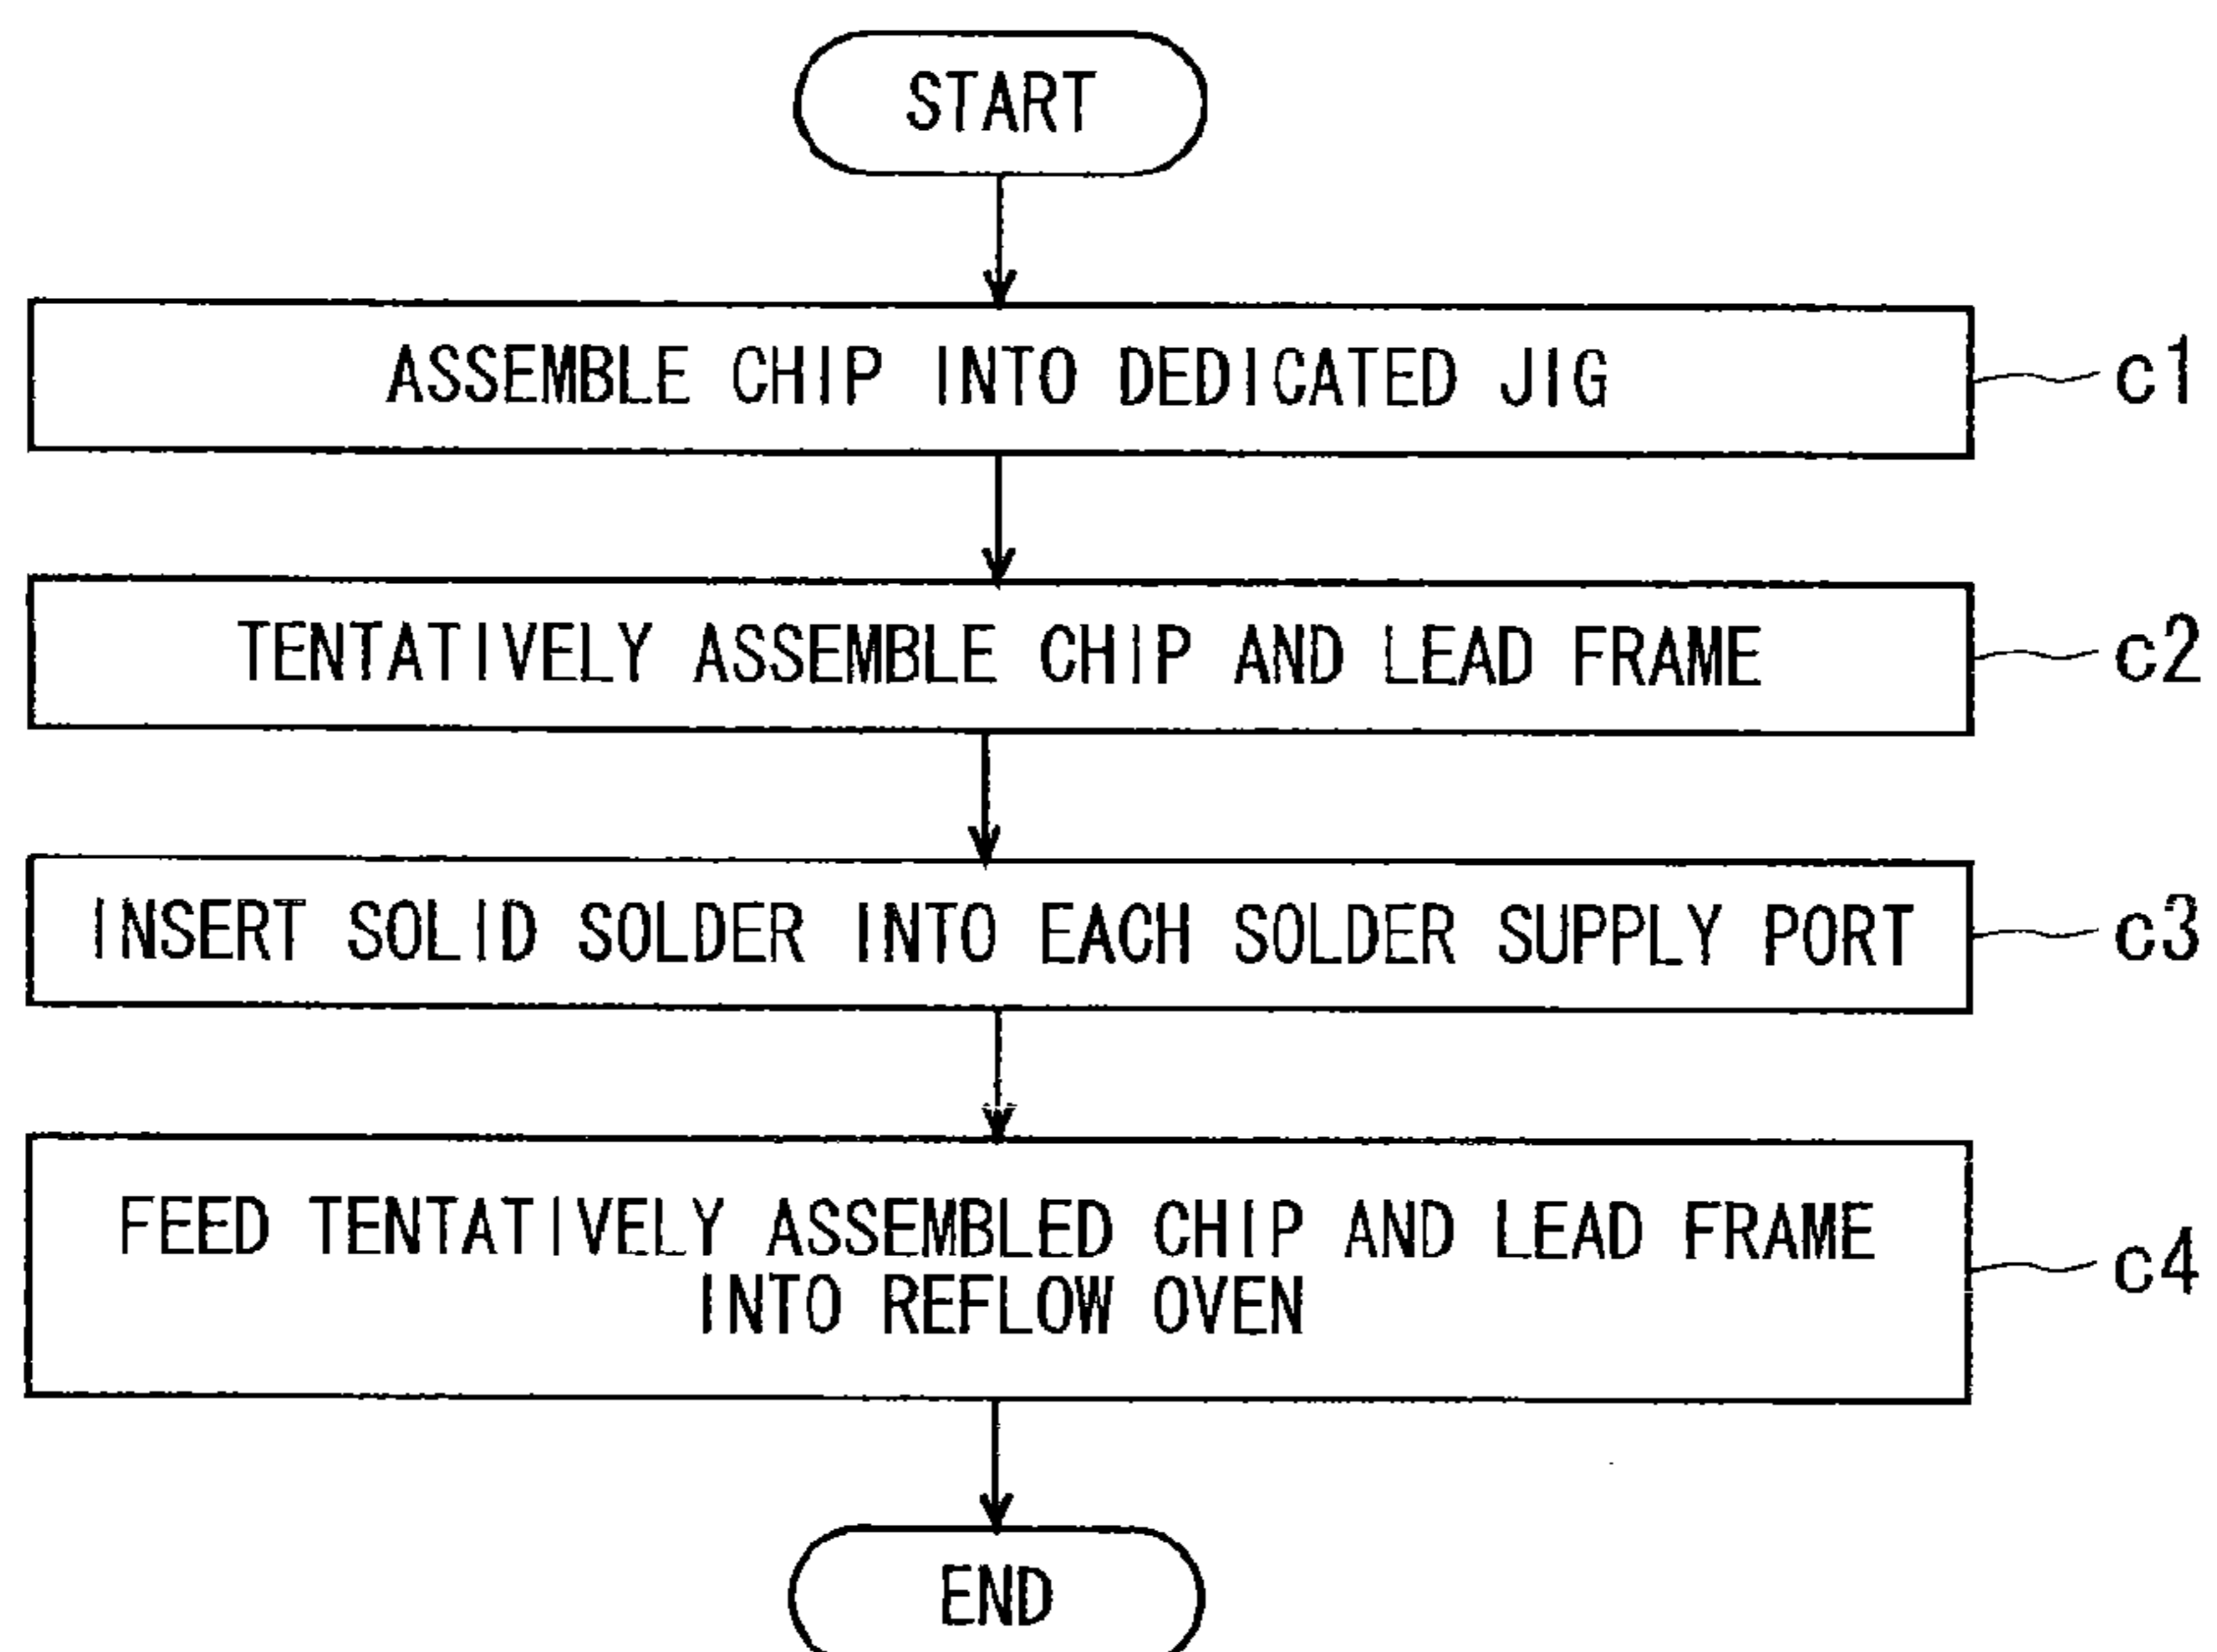 START
ASSEMBLE CHIP INTO DEDICATED JIG
c1
TENTATIVELY ASSEMBLE CHIP AND LEAD FRAME
c2
INSERT SOLID SOLDER INTO EACH SOLDER SUPPLY PORT
c3
FEED TENTATIVELY ASSEMBLED CHIP AND LEAD FRAME
INTO REFLOW OVEN
c4
END